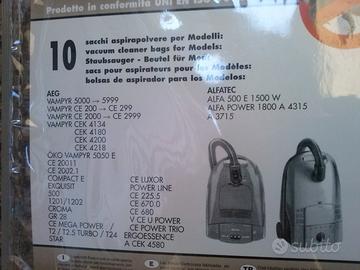 Prodotto in conformità UNI EN ISO
10
sacchi aspirapolvere per Modelli:
vacuum cleaner bags for Models:
Staubsauger - Beutel für
sacs pour aspirateurs pour les Modèles:
bolsas de aspirador para los Modelos:
AEG
VAMPYR 5000 → 5999
VAMPYR CE 200 → CE 299
VAMPYR CE 2000 → CE 2999
VAMPYR CEK 4134
CEK 4180
CEK 4200
CEK 4218
ÖKO VAMPYR 5050 E
CE 20011
CE 2002.1
COMPACT E
EXQUISIT
500
1201/1202
CROMA
GR 28
CE MEGA POWER /
T2 / T2.5 TURBO / T24
STAR
CE LUXOR
POWER LINE
CE 225.5
CE 670.0
CE 680
V CE U POWER
CE POWER TRIO
ERGOESSENCE
A CEK 4580
ALFATEC
ALFA 500 E 1500 W
ALFA POWER 1800 A 4315
A 3715
I
E
TR
subito